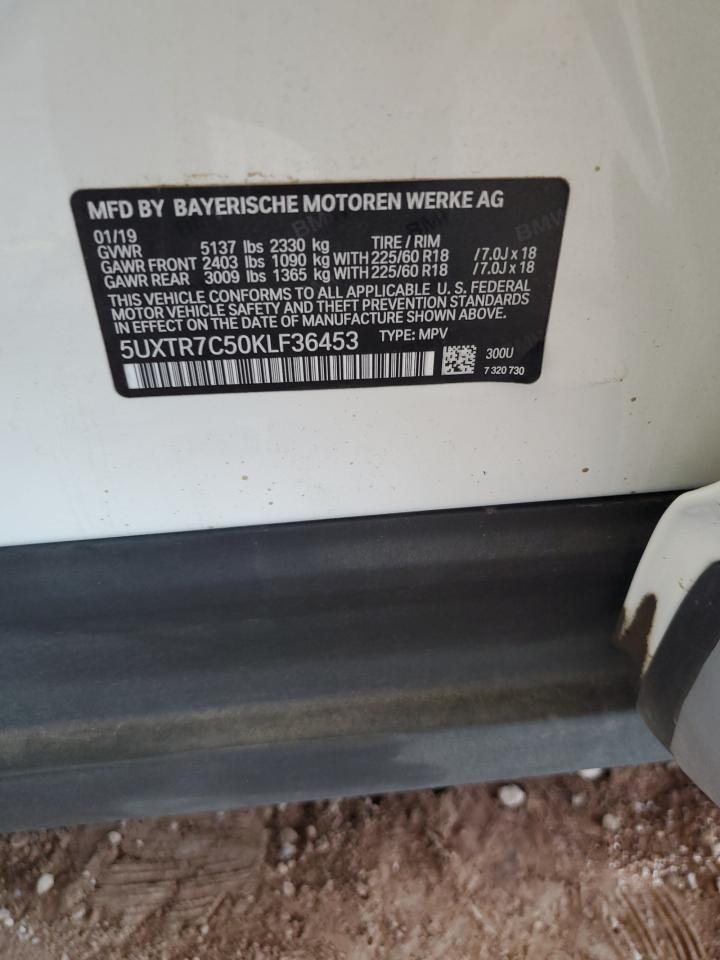 MFD BY BAYERISCHE MOTOREN WERKE AG
01/19
GVWR 5137 lbs 2330 kg TIRE / RIM
GAWR FRONT 2403 lbs 1090 kg WITH 225/60 R18 / 7.0J x 18
GAWR REAR 3009 lbs 1365 kg WITH 225/60 R18 / 7.0J x 18
THIS VEHICLE CONFORMS TO ALL APPLICABLE U. S. FEDERAL
MOTOR VEHICLE SAFETY AND THEFT PREVENTION STANDARDS
IN EFFECT ON THE DATE OF MANUFACTURE SHOWN ABOVE.
5UXTR7C50KLF36453 TYPE: MPV
300U
7 320 730